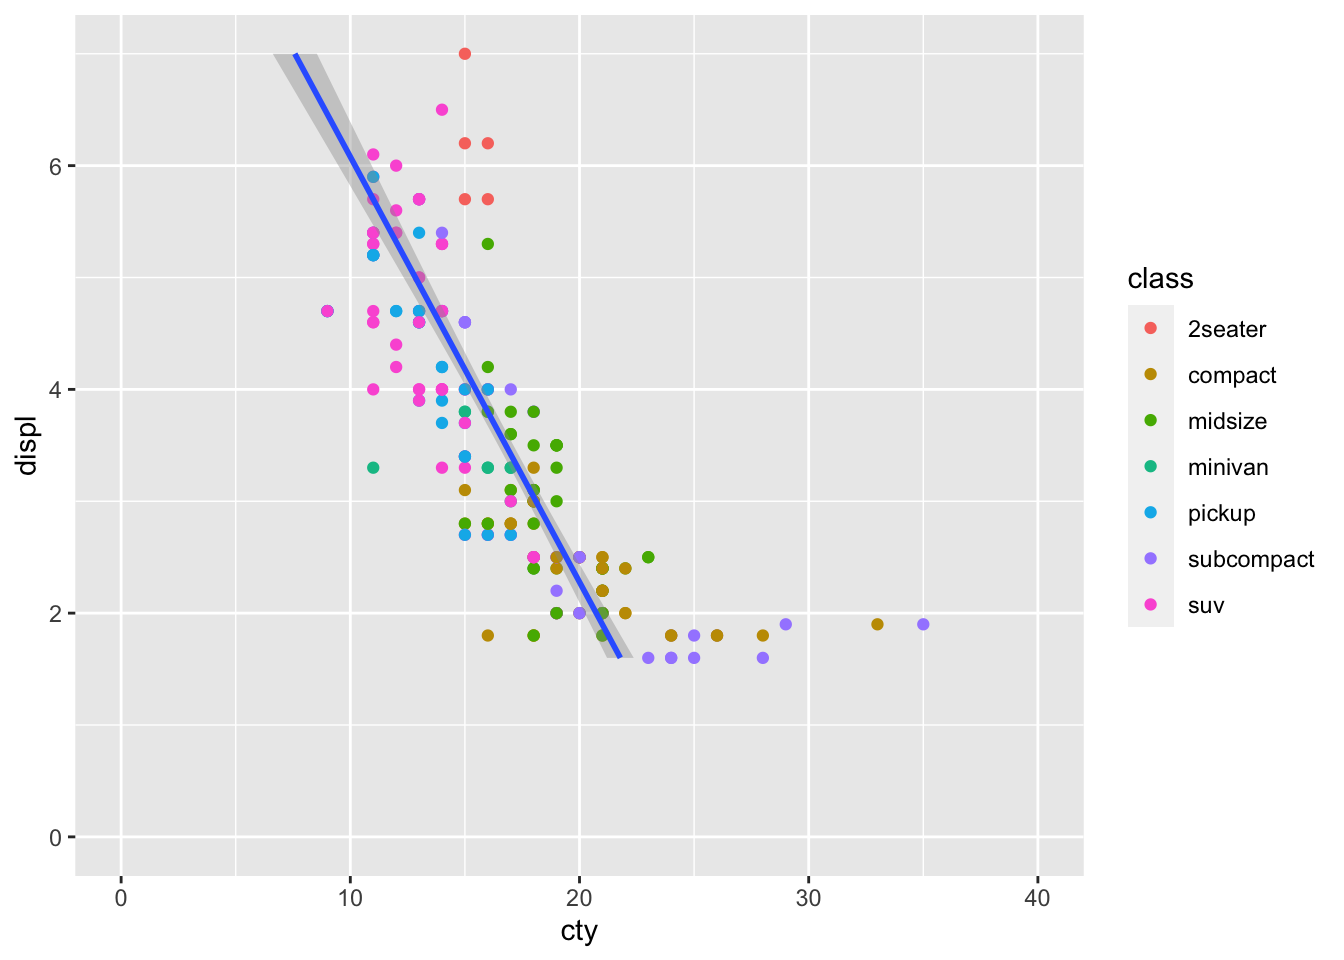 6
4
2
0
displ
0 10 20 30 40
cty
class
2seater
compact
midsize
minivan
pickup
subcompact
suv